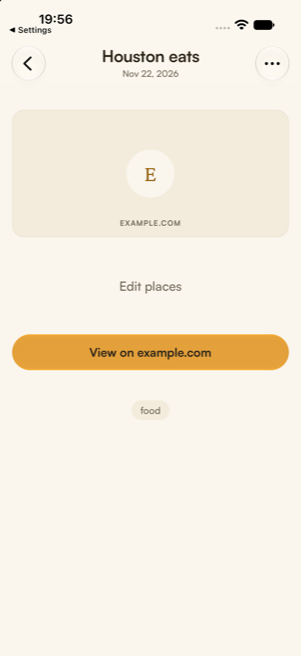 19:56
◀ Settings
Houston eats
Nov 22, 2026
E
EXAMPLE.COM
Edit places
View on example.com
food